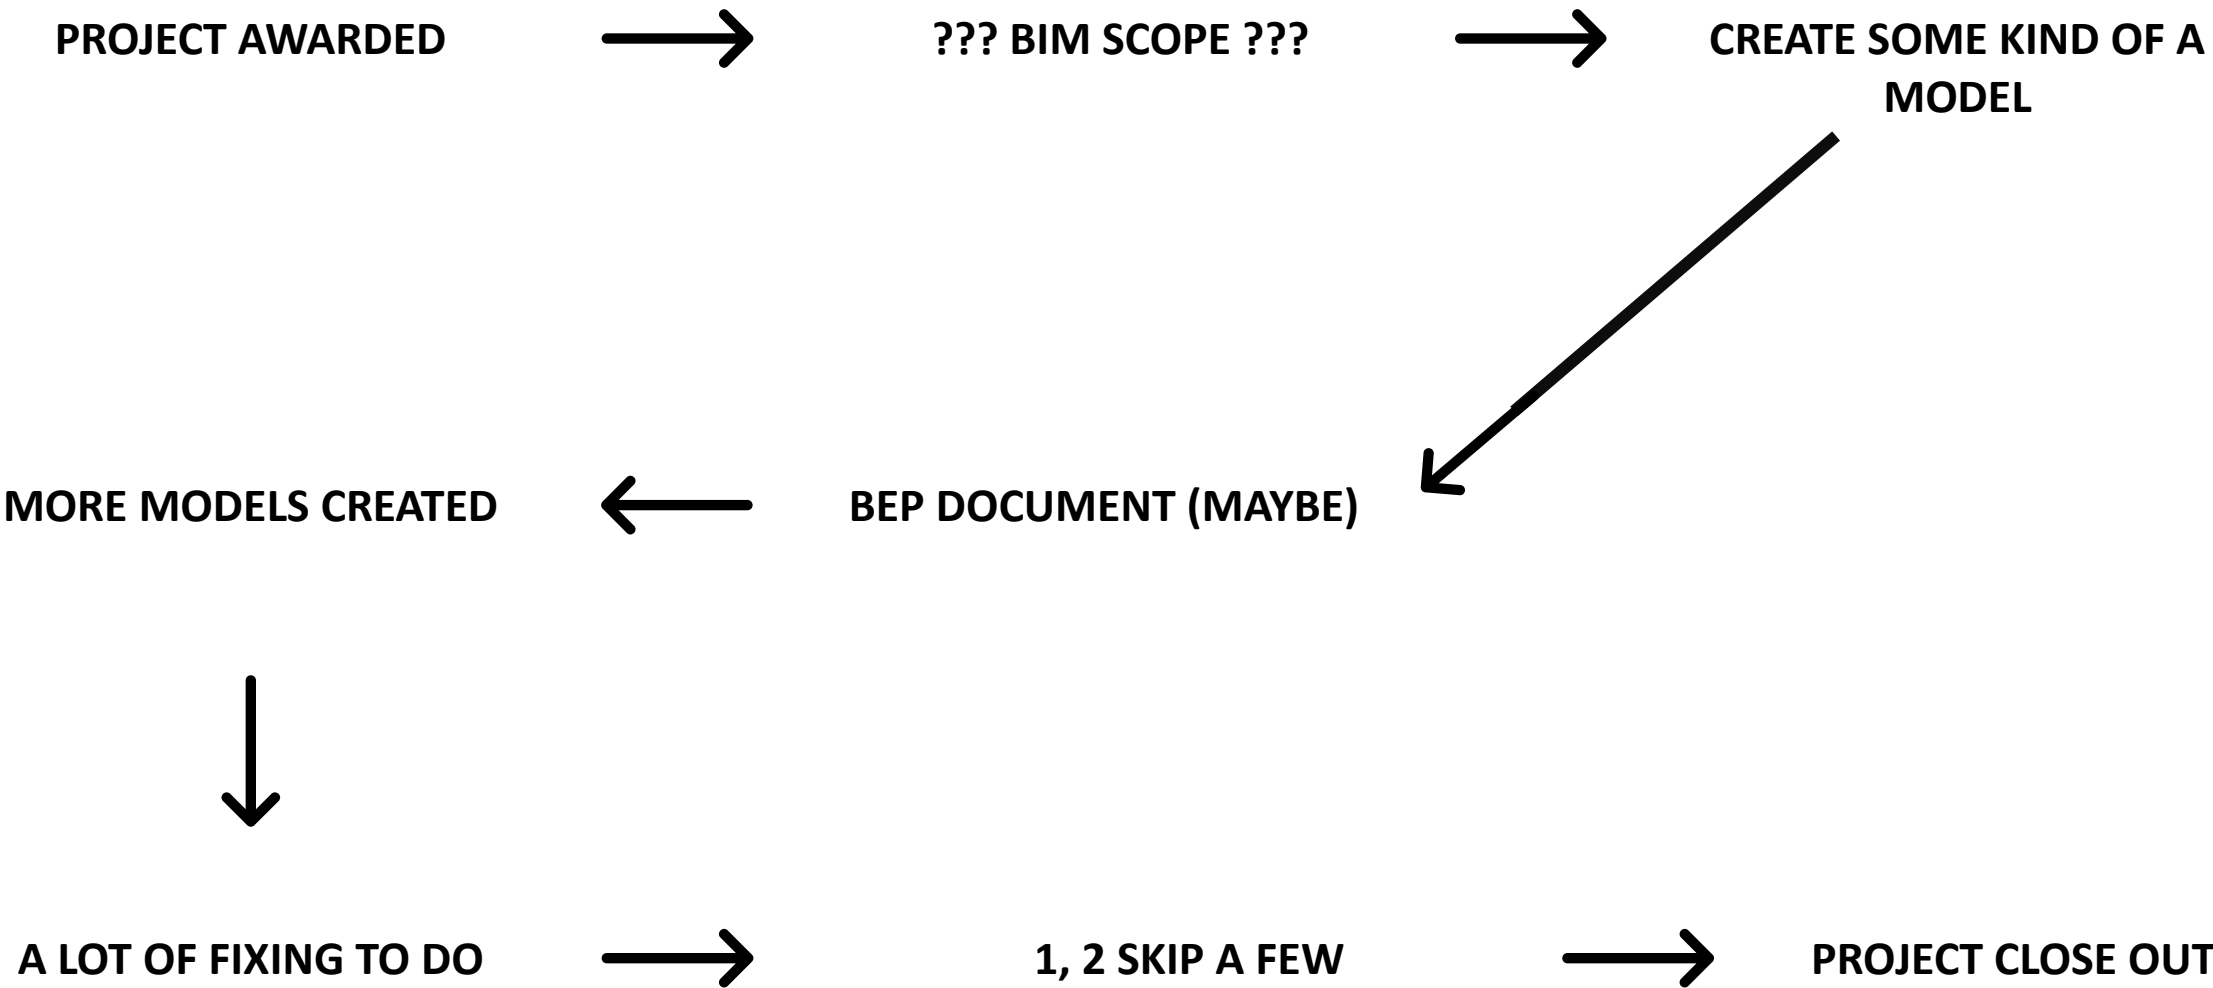 PROJECT AWARDED
??? BIM SCOPE ???
CREATE SOME KIND OF A
MODEL
BEP DOCUMENT (MAYBE)
MORE MODELS CREATED
A LOT OF FIXING TO DO
1, 2 SKIP A FEW
PROJECT CLOSE OUT